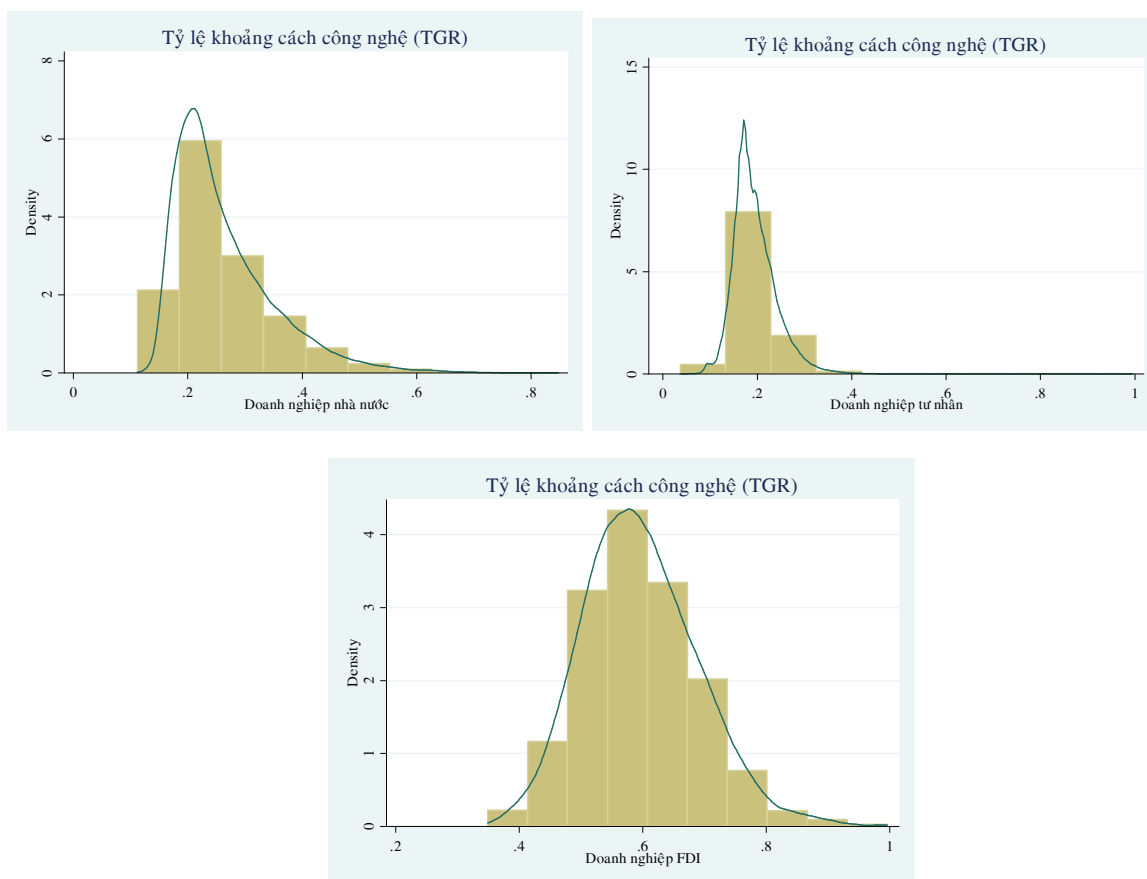 Tỷ lệ khoảng cách công nghệ (TGR)
8
6
4
2
0
Density
0 .2 .4 .6 .8
Doanh nghiệp nhà nước
Tỷ lệ khoảng cách công nghệ (TGR)
15
10
5
0
Density
0 .2 .4 .6 .8 1
Doanh nghiệp tư nhân
Tỷ lệ khoảng cách công nghệ (TGR)
4
3
2
1
0
Density
.2 .4 .6 .8 1
Doanh nghiệp FDI